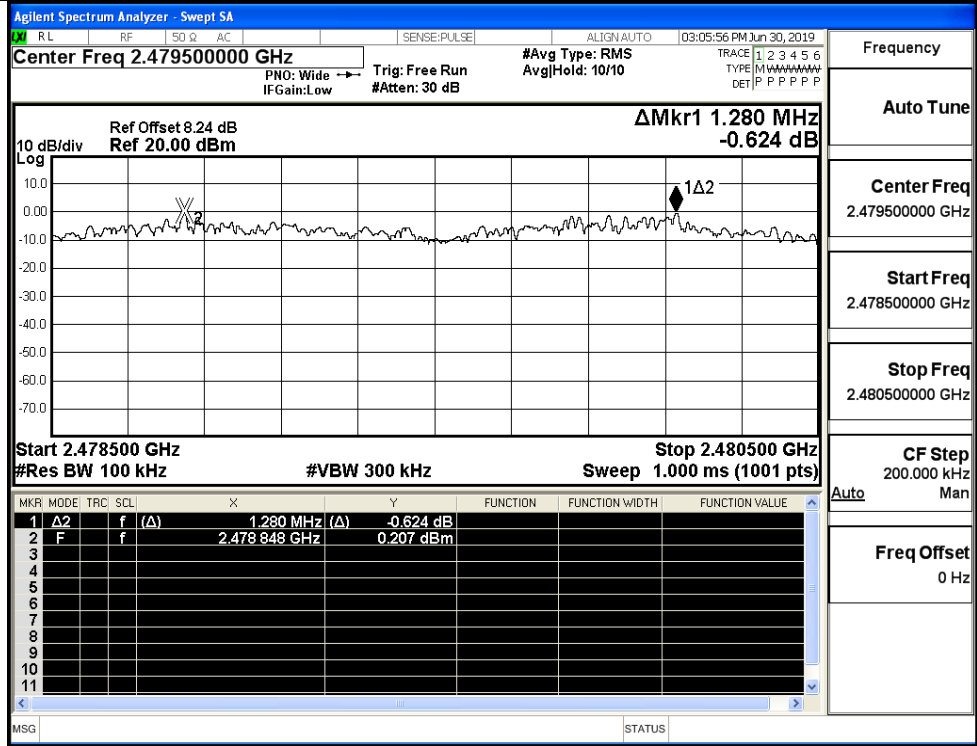 Agilent Spectrum Analyzer - Swept SA
LXI RL RF 50 Ω AC SENSE:PULSE ALIGN AUTO 03:05:56 PM Jun 30, 2019
Center Freq 2.479500000 GHz
PNO: Wide
IFGain:Low
Trig: Free Run
#Atten: 30 dB
#Avg Type: RMS
Avg|Hold: 10/10
TRACE 1 2 3 4 5 6
TYPE M WWWWW
DET P P P P P P
Ref Offset 8.24 dB
10 dB/div Ref 20.00 dBm
Log
ΔMkr1 1.280 MHz
-0.624 dB
10.0
0.00
-10.0
-20.0
-30.0
-40.0
-50.0
-60.0
-70.0
2
1Δ2
Start 2.478500 GHz Stop 2.480500 GHz
#Res BW 100 kHz #VBW 300 kHz Sweep 1.000 ms (1001 pts)
MKR MODE TRC SCL X Y FUNCTION FUNCTION WIDTH FUNCTION VALUE
1 Δ2 f (Δ) 1.280 MHz (Δ) -0.624 dB
2 F f 2.478 848 GHz 0.207 dBm
3
4
5
6
7
8
9
10
11
MSG STATUS
Frequency
Auto Tune
Center Freq
2.479500000 GHz
Start Freq
2.478500000 GHz
Stop Freq
2.480500000 GHz
CF Step
200.000 kHz
Auto Man
Freq Offset
0 Hz